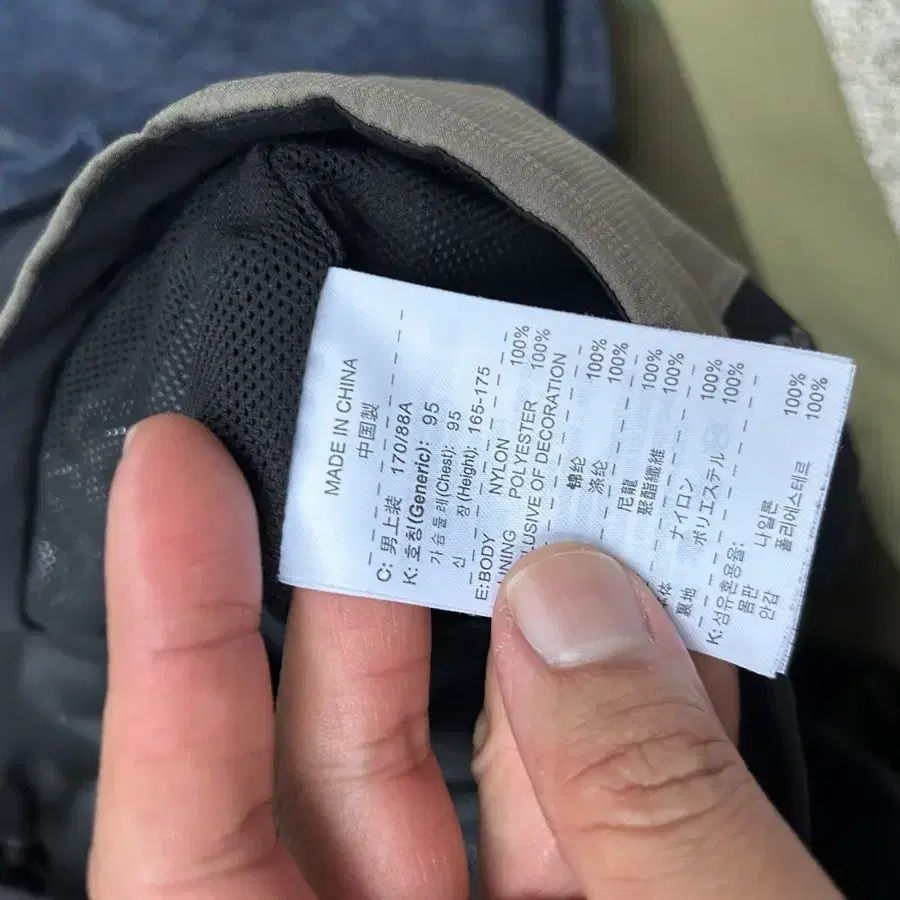 MADE IN CHINA
中国製
C: 男上装 170/88A
K: 호칭(Generic): 95
가슴둘레(Chest): 95
신 장(Height): 165-175
E: BODY NYLON 100%
LINING POLYESTER 100%
OF DECORATION
锦纶 100%
涤纶 100%
尼龍 100%
聚酯纖維 100%
ナイロン 100%
裏地 ポリエステル 100%
K: 섬유혼용율:
몸판 나일론 100%
안감 폴리에스테르 100%